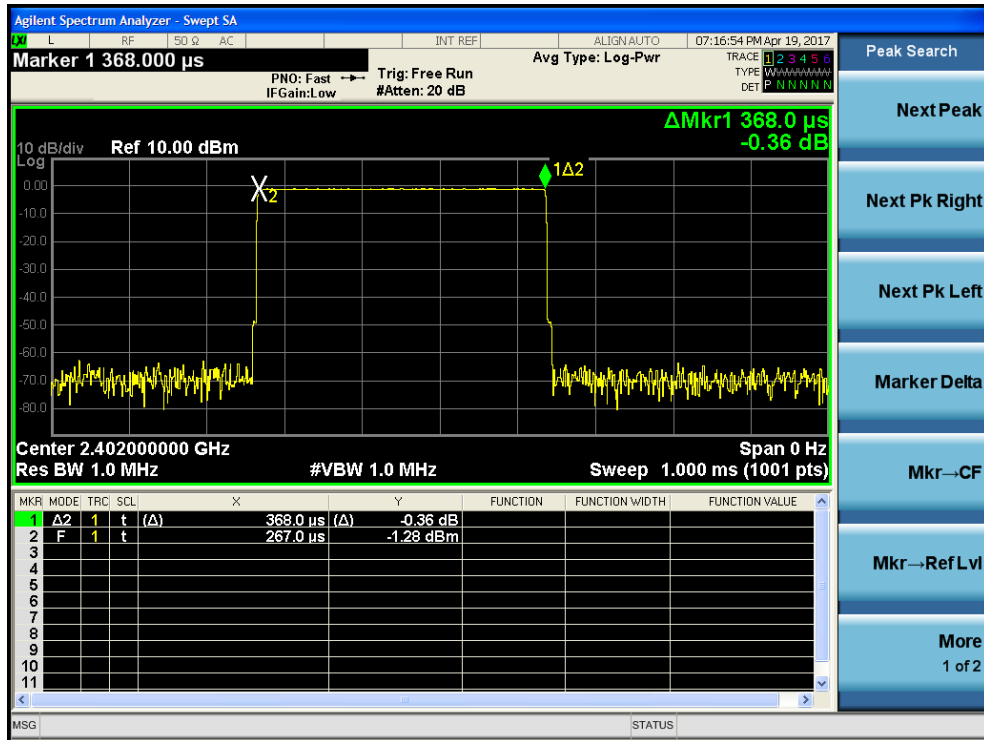 Agilent Spectrum Analyzer - Swept SA
LXI L RF 50 Ω AC INT REF ALIGN AUTO 07:16:54 PM Apr 19, 2017
Marker 1 368.000 µs
PNO: Fast
IFGain:Low
Trig: Free Run
#Atten: 20 dB
Avg Type: Log-Pwr
TRACE 1 2 3 4 5 6
TYPE WWWWWWW
DET P N N N N N
ΔMkr1 368.0 µs
-0.36 dB
10 dB/div Ref 10.00 dBm
Log
0.00
-10.0
-20.0
-30.0
-40.0
-50.0
-60.0
-70.0
-80.0
X2
1Δ2
Center 2.402000000 GHz Span 0 Hz
Res BW 1.0 MHz #VBW 1.0 MHz Sweep 1.000 ms (1001 pts)
MKR MODE TRC SCL X Y FUNCTION FUNCTION WIDTH FUNCTION VALUE
1 Δ2 1 t (Δ) 368.0 µs (Δ) -0.36 dB
2 F 1 t 267.0 µs -1.28 dBm
3
4
5
6
7
8
9
10
11
MSG STATUS
Peak Search
Next Peak
Next Pk Right
Next Pk Left
Marker Delta
Mkr→CF
Mkr→Ref Lvl
More
1 of 2